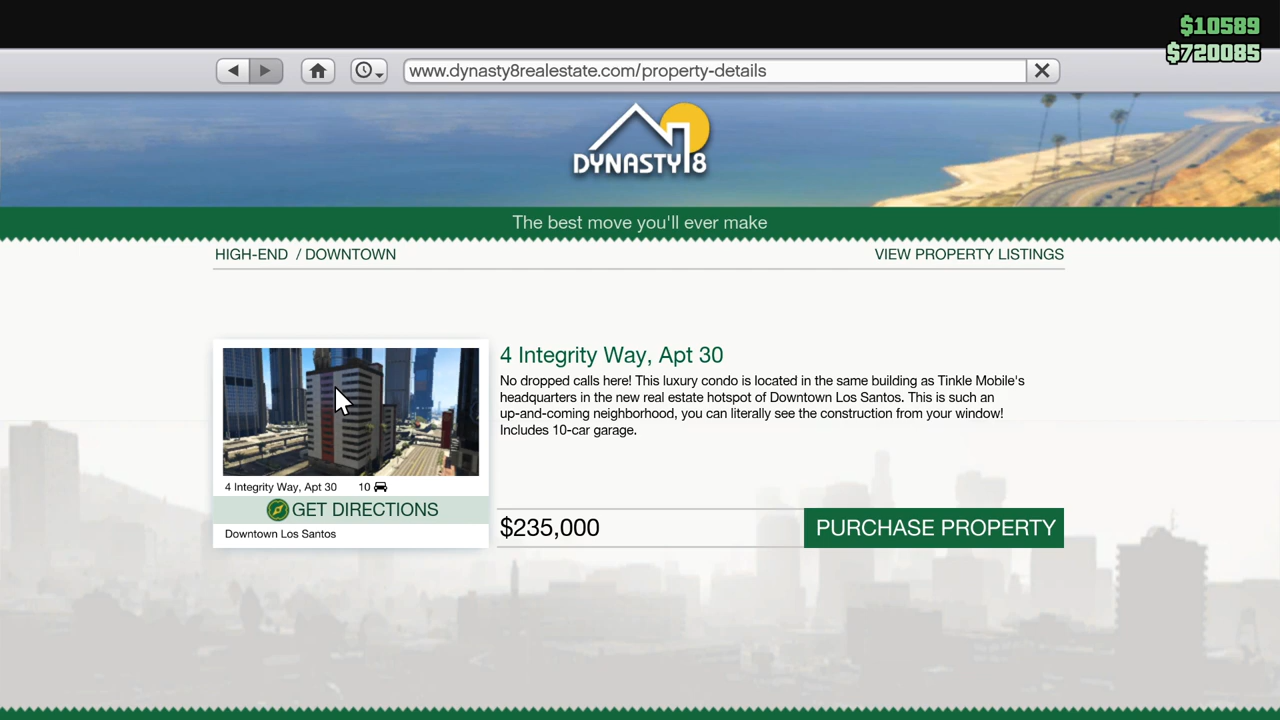 $10589
$720085
www.dynasty8realestate.com/property-details
DYNASTY 8
The best move you'll ever make
HIGH-END / DOWNTOWN
VIEW PROPERTY LISTINGS
4 Integrity Way, Apt 30
No dropped calls here! This luxury condo is located in the same building as Tinkle Mobile's
headquarters in the new real estate hotspot of Downtown Los Santos. This is such an
up-and-coming neighborhood, you can literally see the construction from your window!
Includes 10-car garage.
4 Integrity Way, Apt 30 10
GET DIRECTIONS
Downtown Los Santos
$235,000
PURCHASE PROPERTY